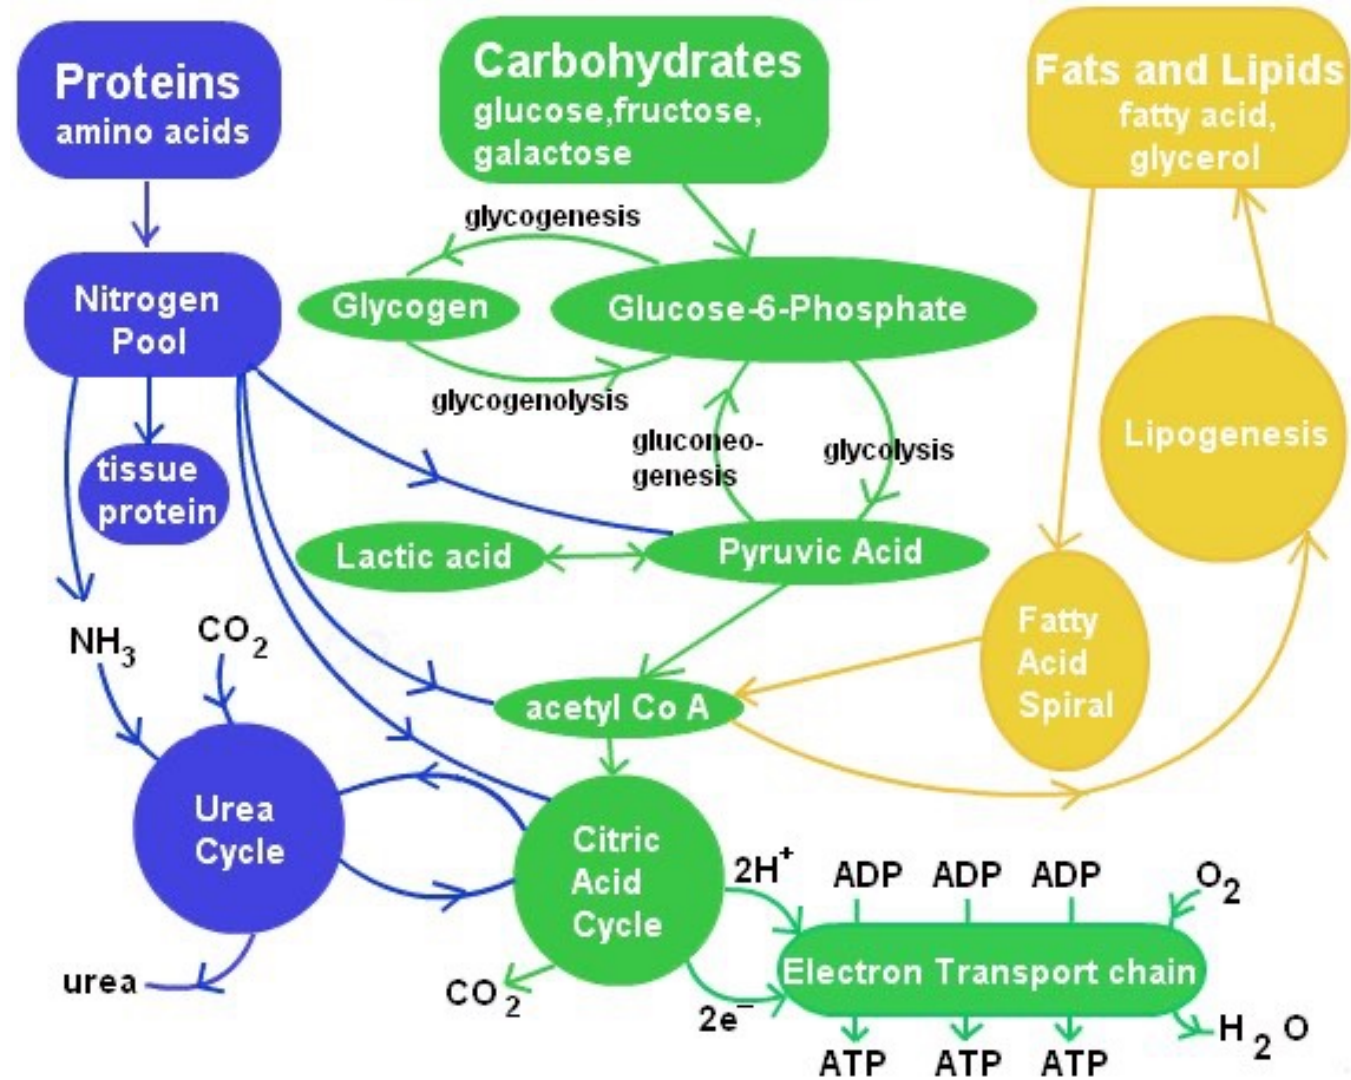 Proteins
amino acids
Carbohydrates
glucose,fructose,
galactose
Fats and Lipids
fatty acid,
glycerol
glycogenesis
Nitrogen
Pool
Glycogen
Glucose-6-Phosphate
glycogenolysis
gluconeo-
genesis
glycolysis
Lipogenesis
tissue
protein
Lactic acid
Pyruvic Acid
Fatty
Acid
Spiral
NH3
CO2
acetyl Co A
Urea
Cycle
Citric
Acid
Cycle
2H+
ADP ADP ADP
O2
Electron Transport chain
urea
CO2
2e−
H2O
ATP ATP ATP